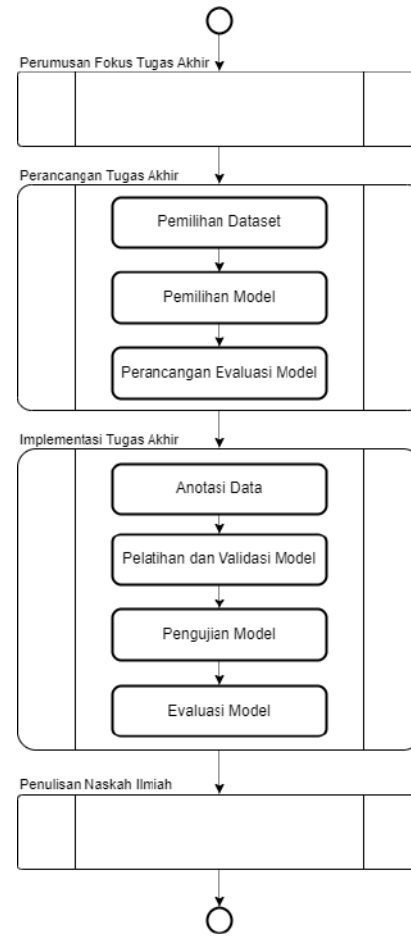 Perumusan Fokus Tugas Akhir
Perancangan Tugas Akhir
Pemilihan Dataset
Pemilihan Model
Perancangan Evaluasi Model
Implementasi Tugas Akhir
Anotasi Data
Pelatihan dan Validasi Model
Pengujian Model
Evaluasi Model
Penulisan Naskah Ilmiah